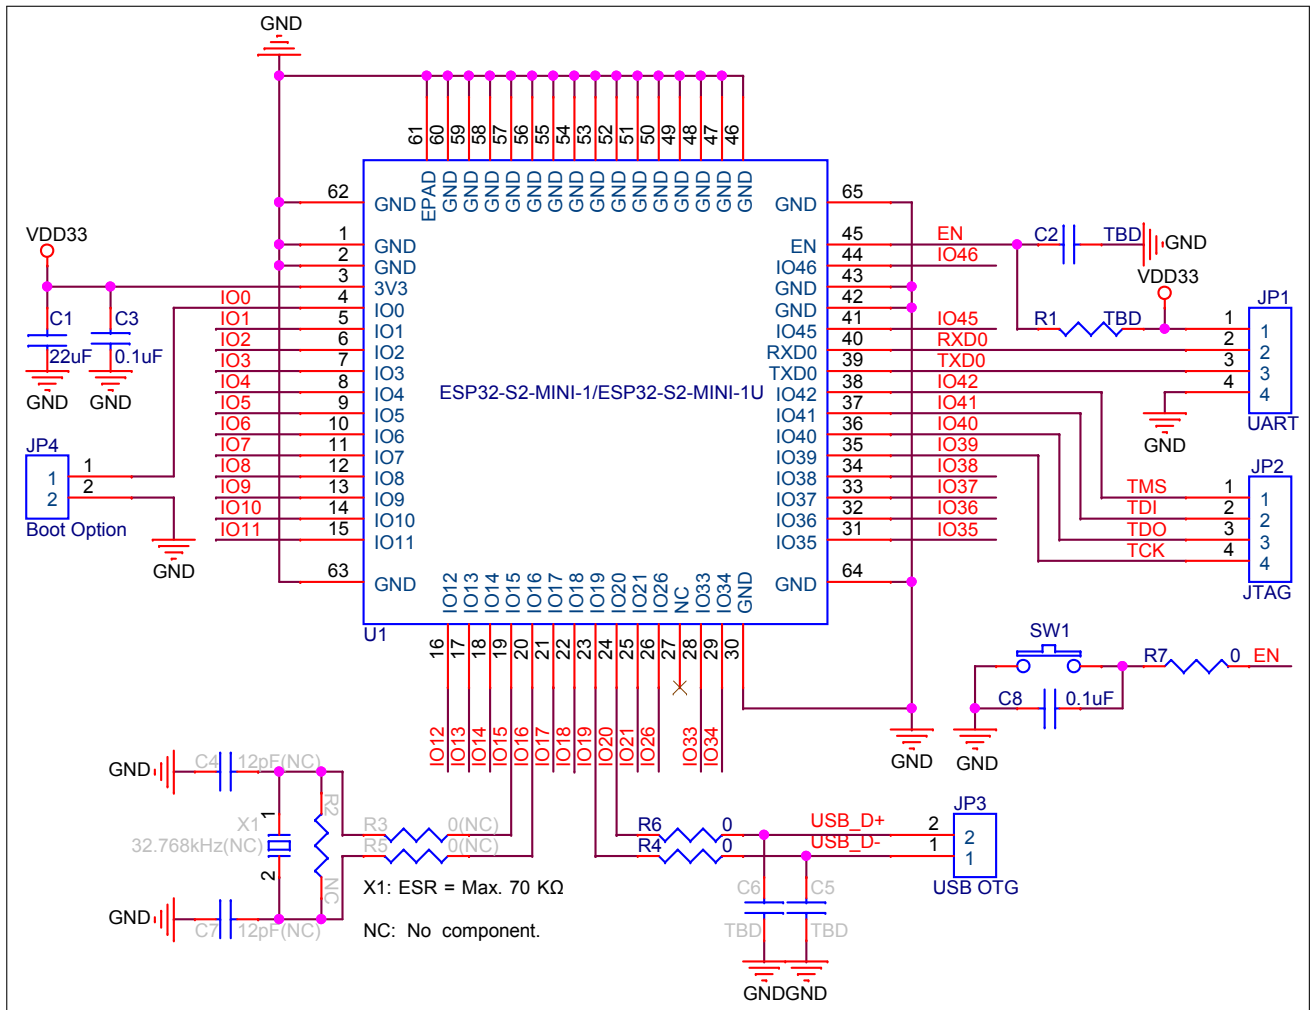 GND
61 60 59 58 57 56 55 54 53 52 51 50 49 48 47 46
EPAD GND GND GND GND GND GND GND GND GND GND GND GND GND GND GND
62 GND
1 GND
2 GND
3 3V3
IO0 4 IO0
IO1 5 IO1
IO2 6 IO2
IO3 7 IO3
IO4 8 IO4
IO5 9 IO5
IO6 10 IO6
IO7 11 IO7
IO8 12 IO8
IO9 13 IO9
IO10 14 IO10
IO11 15 IO11
63 GND
VDD33
C1
22uF
GND
C3
0.1uF
GND
JP4
1 1
2 2
Boot Option
GND
ESP32-S2-MINI-1/ESP32-S2-MINI-1U
U1
GND 65
EN 45 EN
IO46 44 IO46
GND 43
GND 42
IO45 41 IO45
RXD0 40 RXD0
TXD0 39 TXD0
IO42 38 IO42
IO41 37 IO41
IO40 36 IO40
IO39 35 IO39
IO38 34 IO38
IO37 33 IO37
IO36 32 IO36
IO35 31 IO35
GND 64
C2 TBD GND
VDD33
R1 TBD
JP1
1 1
2 2
3 3
4 4
UART
GND
JP2
TMS 1 1
TDI 2 2
TDO 3 3
TCK 4 4
JTAG
IO12 IO13 IO14 IO15 IO16 IO17 IO18 IO19 IO20 IO21 IO26 NC IO33 IO34 GND
16 17 18 19 20 21 22 23 24 25 26 27 28 29 30
IO12 IO13 IO14 IO15 IO16 IO17 IO18 IO19 IO20 IO21 IO26 IO33 IO34
GND
SW1
R7 0 EN
C8 0.1uF
GND
GND C4 12pF(NC)
X1
32.768kHz(NC)
1
2
R2
NC
R3 0(NC)
R5 0(NC)
GND C7 12pF(NC)
X1: ESR = Max. 70 KΩ
NC: No component.
R6 0 USB_D+ 2 2
R4 0 USB_D- 1 1
JP3
USB OTG
C6
TBD
GND
C5
TBD
GND